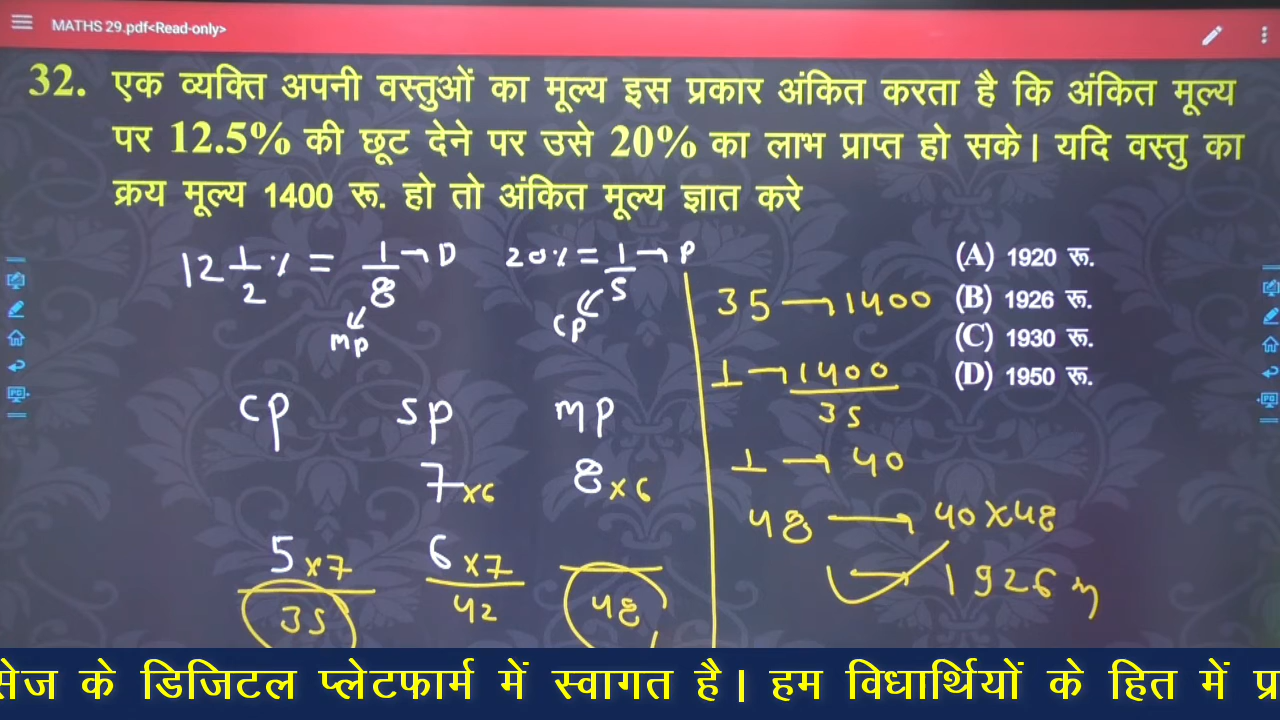 MATHS 29.pdf<Read-only>
32. एक व्यक्ति अपनी वस्तुओं का मूल्य इस प्रकार अंकित करता है कि अंकित मूल्य
पर 12.5% की छूट देने पर उसे 20% का लाभ प्राप्त हो सके। यदि वस्तु का
क्रय मूल्य 1400 रू. हो तो अंकित मूल्य ज्ञात करे
(A) 1920 रू.
(B) 1926 रू.
(C) 1930 रू.
(D) 1950 रू.
12 1/2 % = 1/8 → D
MP
20% = 1/5 → P
CP
CP SP MP
7×6 8×6
5×7 6×7
35 42 48
35 → 1400
1 → 1400/35
1 → 40
48 → 40×48
→ 1926
सेज के डिजिटल प्लेटफार्म में स्वागत है। हम विधार्थियों के हित में प्र